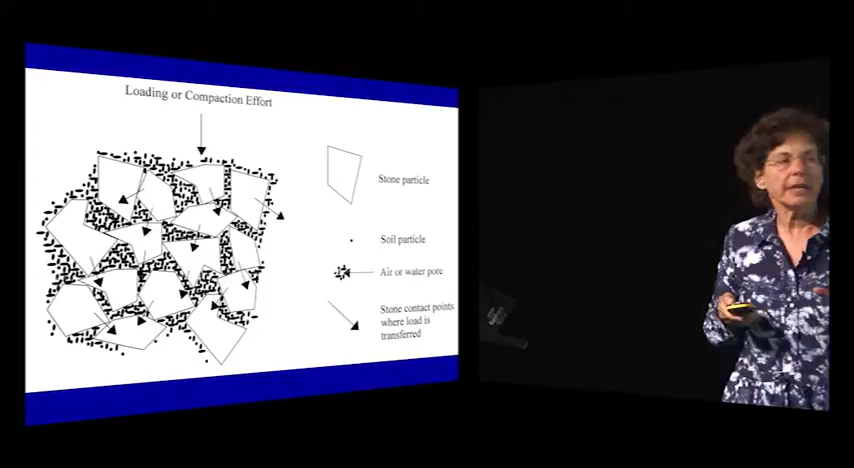 Loading or Compaction Effort
Stone particle
Soil particle
Air or water pore
Stone contact points
where load is
transferred